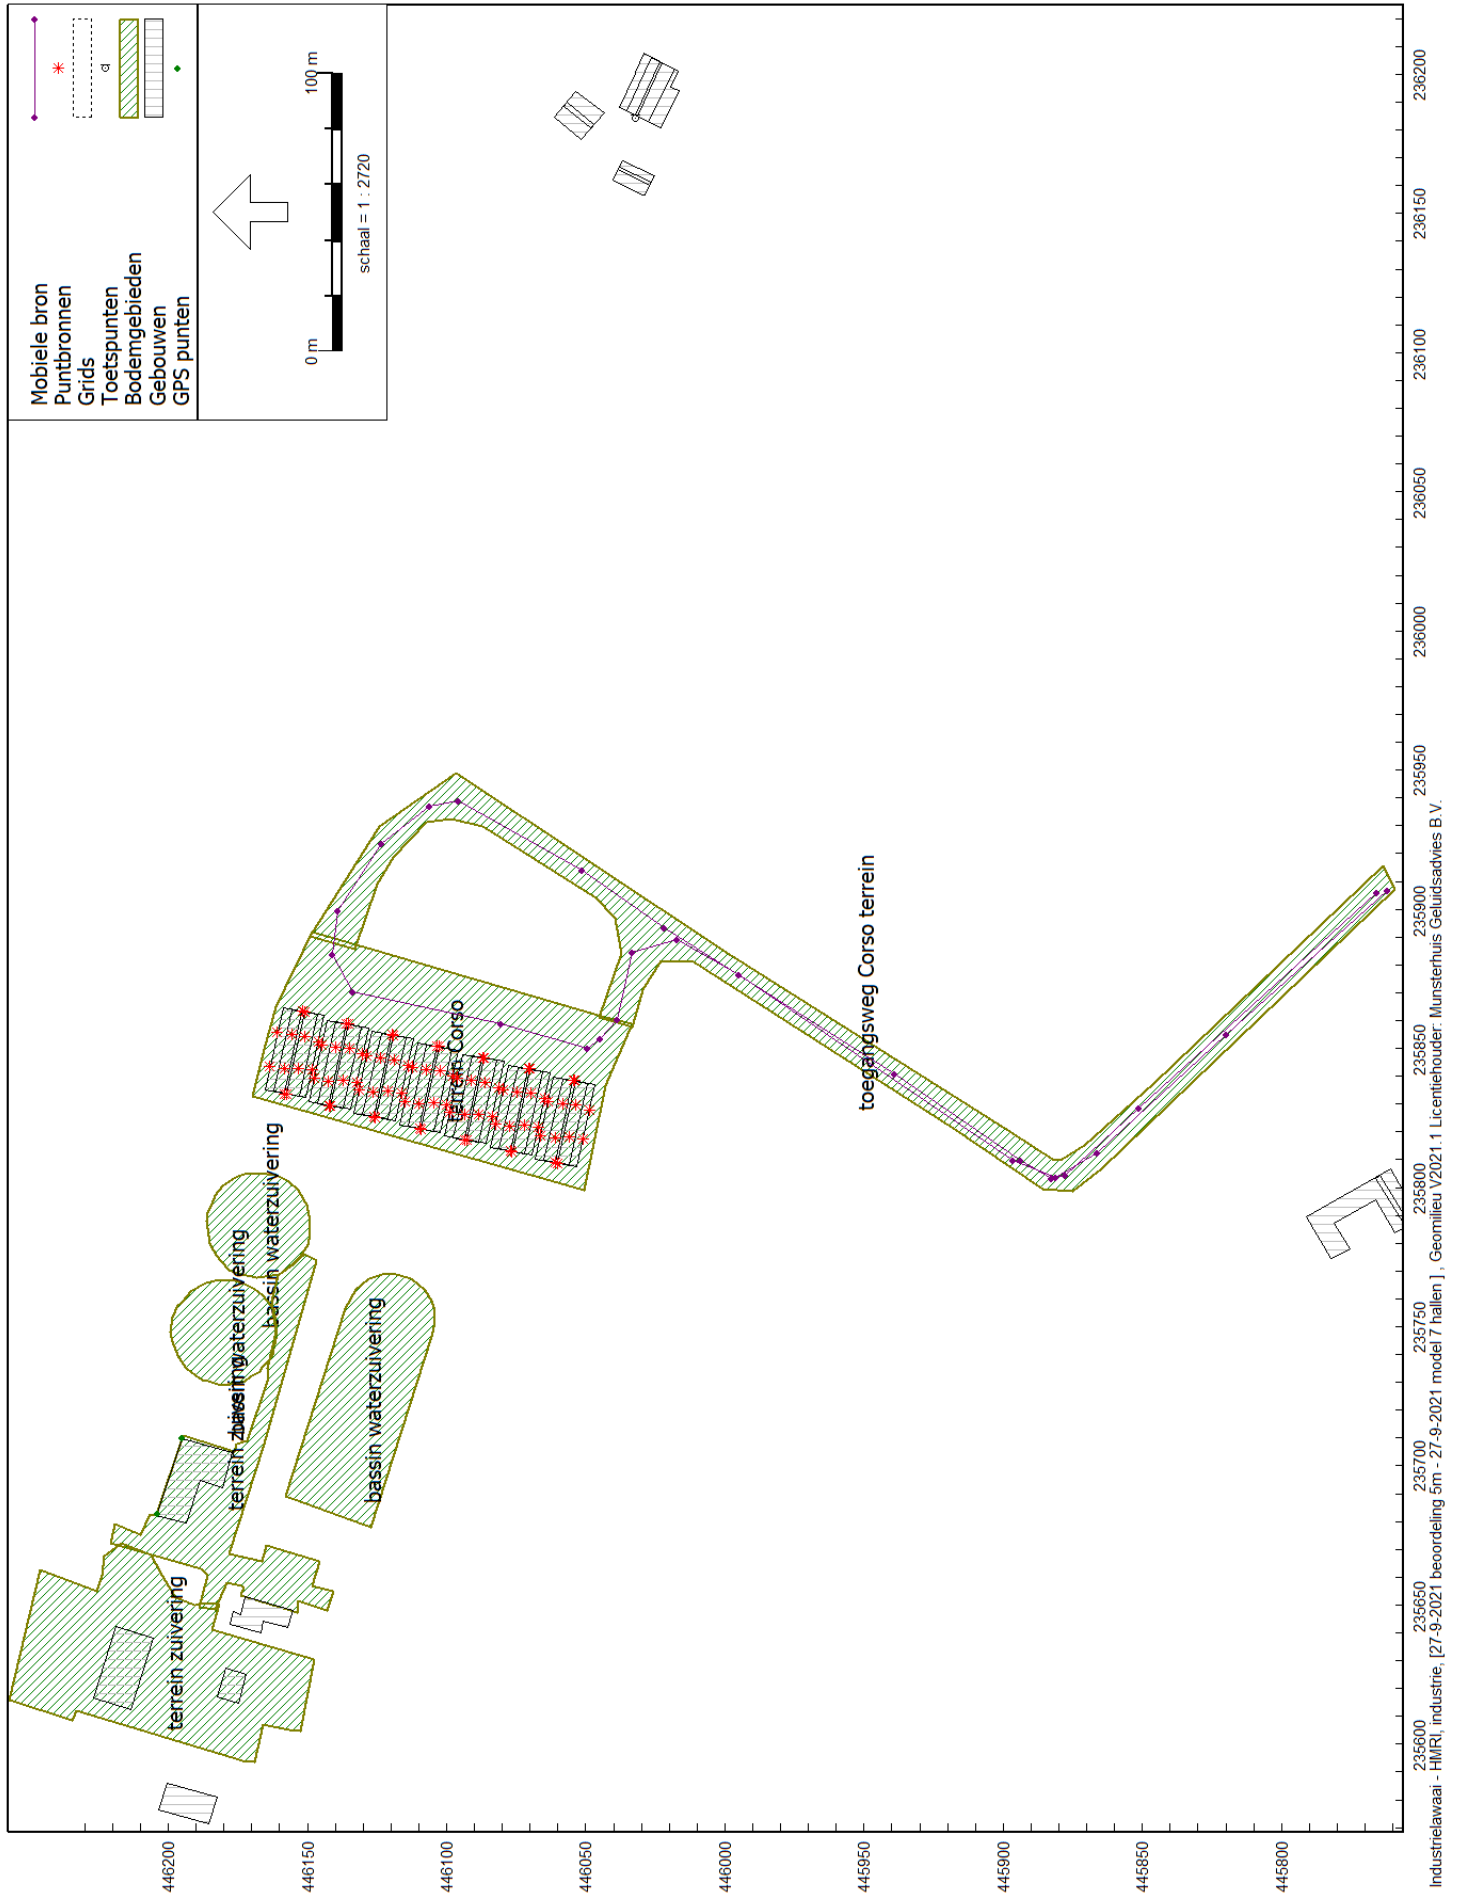 Mobiele bron
Puntbronnen
Grids
Toetspunten
Bodemgebieden
Gebouwen
GPS punten
0 m
100 m
schaal = 1 : 2720
terrein zuivering
terrein zuivering
bassin waterzuivering
bassin waterzuivering
bassin waterzuivering
terrein Corso
toegangsweg Corso terrein
446200
446150
446100
446050
446000
445950
445900
445850
445800
235600
235650
235700
235750
235800
235850
235900
235950
236000
236050
236100
236150
236200
Industrielawaai - HMRI, industrie, [27-9-2021 beoordeling 5m - 27-9-2021 model 7 hallen ] , Geomilieu V2021.1 Licentiehouder: Munsterhuis Geluidsadvies B.V.